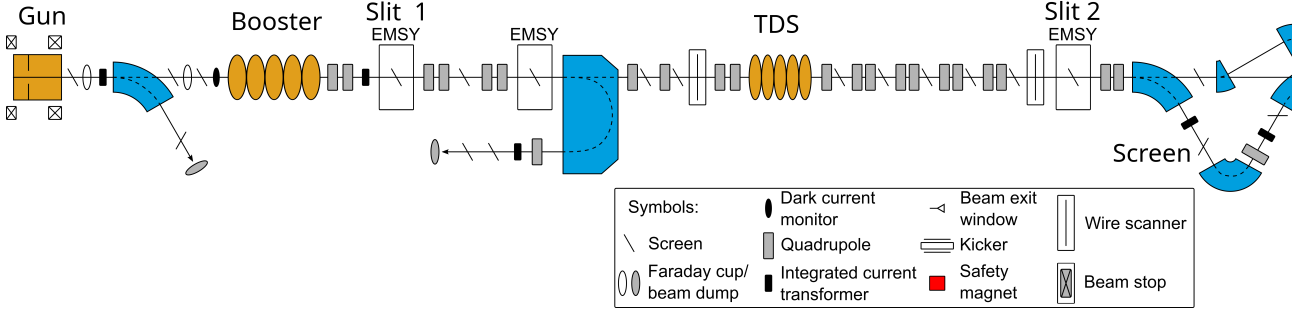 Gun
Booster
Slit 1
EMSY
EMSY
TDS
Slit 2
EMSY
Screen
Symbols:
Screen
Faraday cup/
beam dump
Dark current
monitor
Quadrupole
Integrated current
transformer
Beam exit
window
Kicker
Safety
magnet
Wire scanner
Beam stop